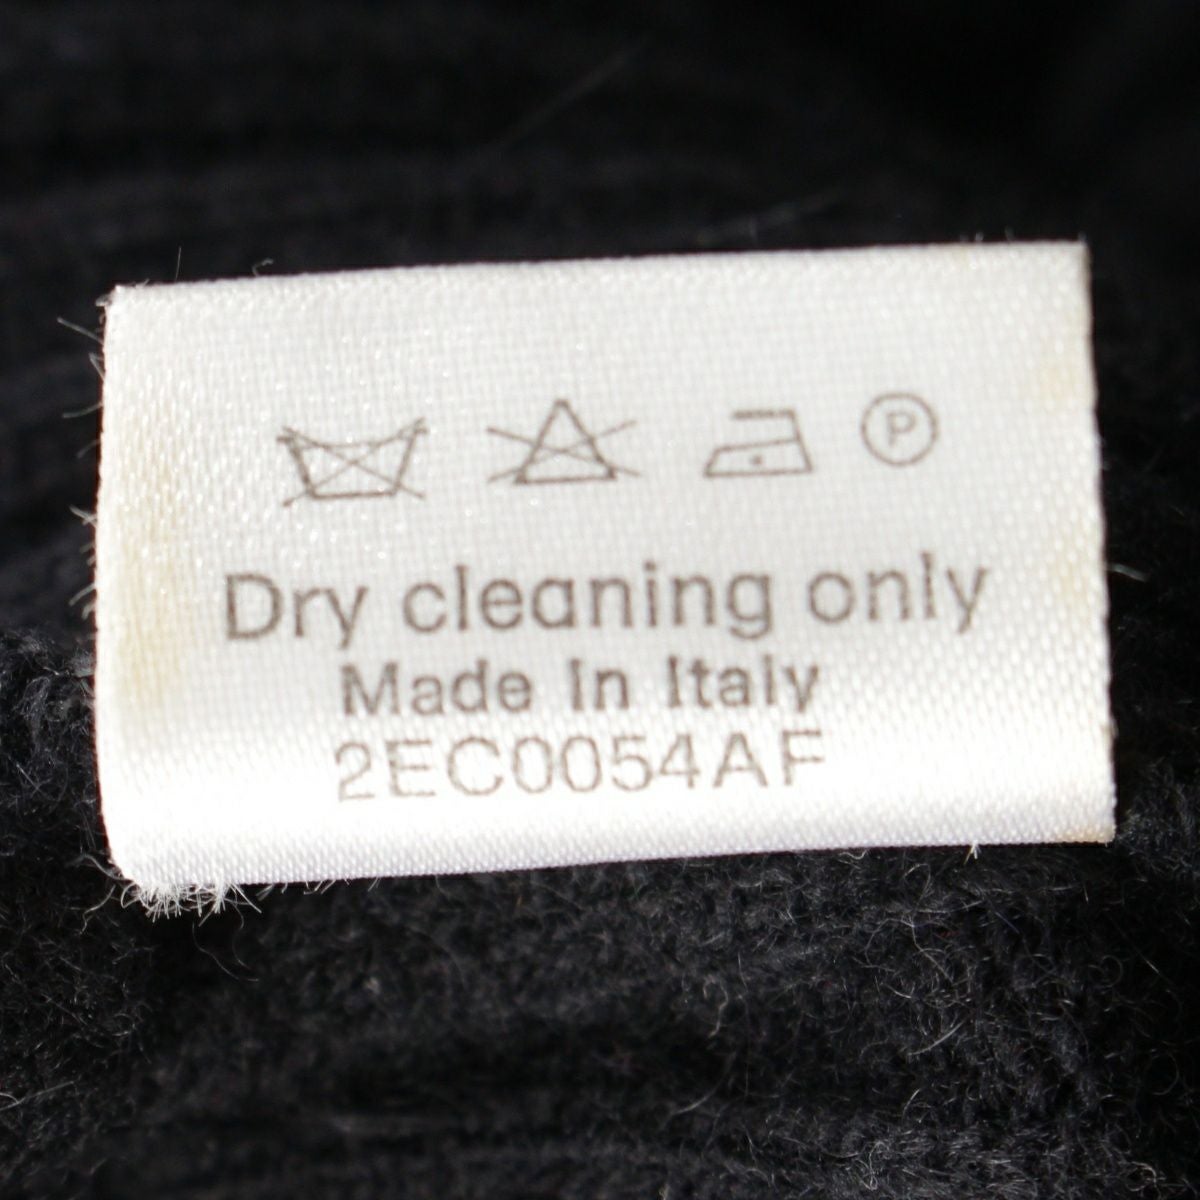 P
Dry cleaning only
Made In Italy
2EC0054AF